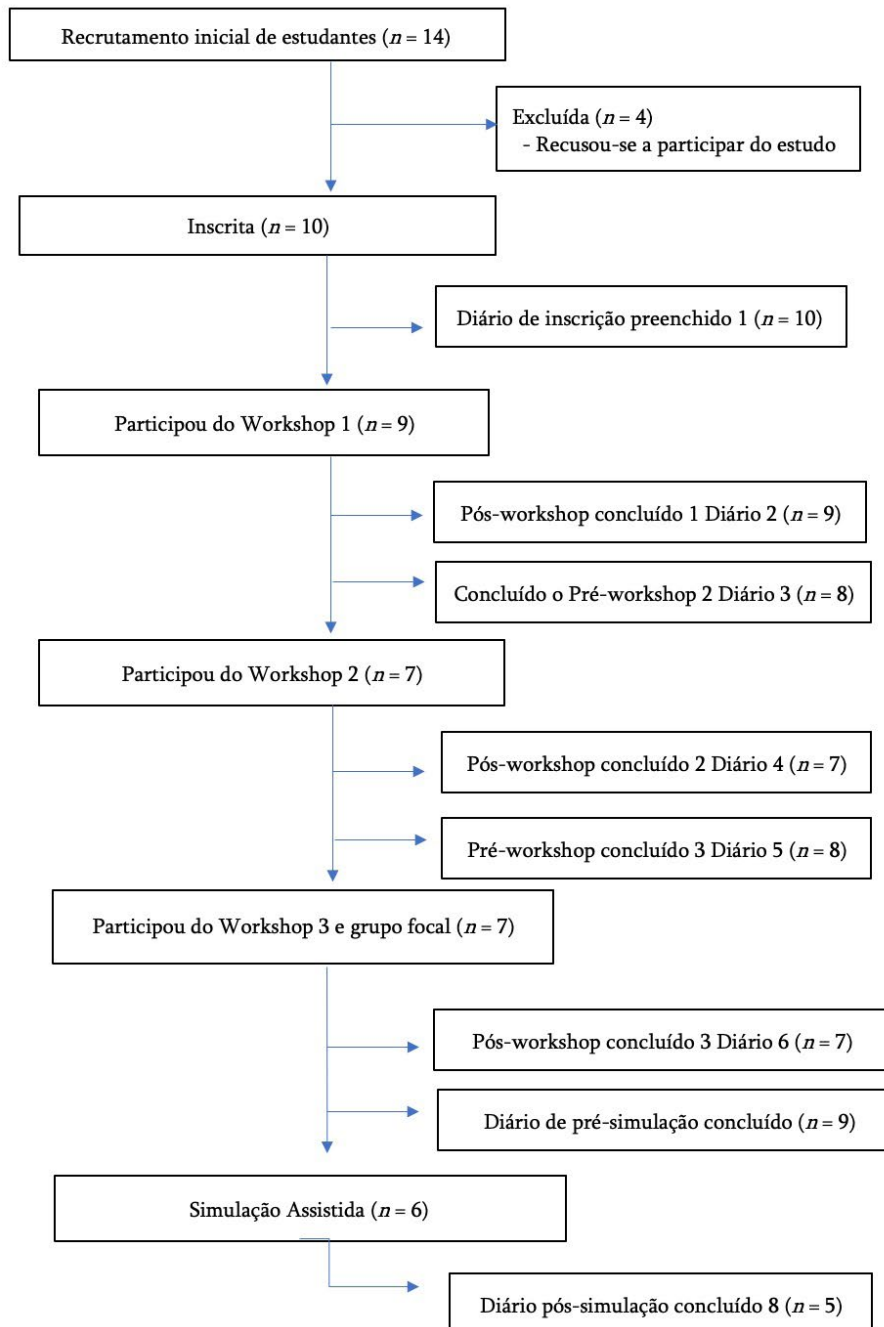 Recrutamento inicial de estudantes (n = 14)
Excluída (n = 4)
- Recusou-se a participar do estudo
Inscrita (n = 10)
Diário de inscrição preenchido 1 (n = 10)
Participou do Workshop 1 (n = 9)
Pós-workshop concluído 1 Diário 2 (n = 9)
Concluído o Pré-workshop 2 Diário 3 (n = 8)
Participou do Workshop 2 (n = 7)
Pós-workshop concluído 2 Diário 4 (n = 7)
Pré-workshop concluído 3 Diário 5 (n = 8)
Participou do Workshop 3 e grupo focal (n = 7)
Pós-workshop concluído 3 Diário 6 (n = 7)
Diário de pré-simulação concluído (n = 9)
Simulação Assistida (n = 6)
Diário pós-simulação concluído 8 (n = 5)